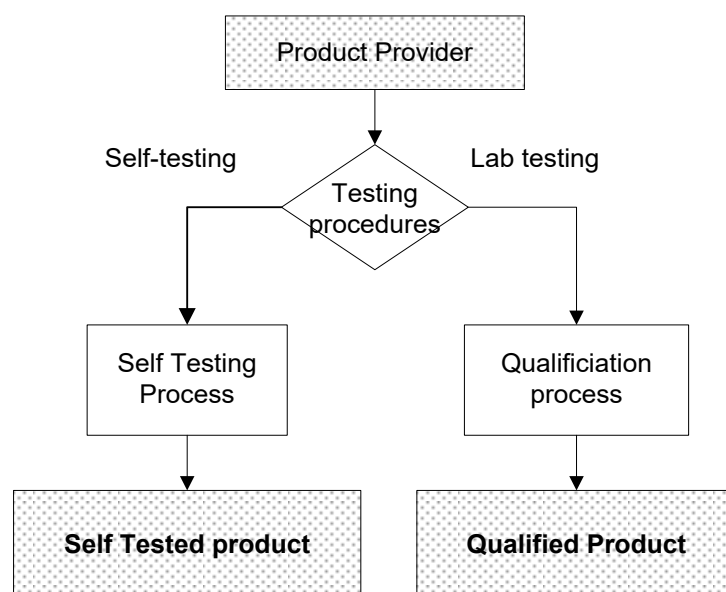 Product Provider
Self-testing
Lab testing
Testing
procedures
Self Testing
Process
Qualificiation
process
Self Tested product
Qualified Product